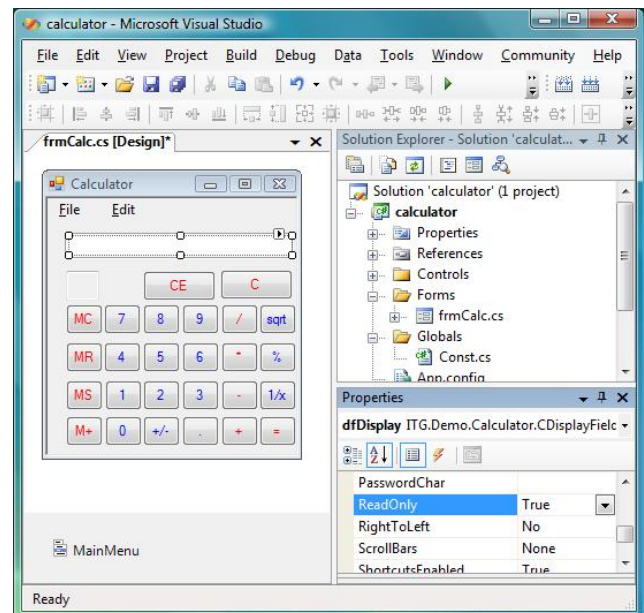 calculator - Microsoft Visual Studio
File Edit View Project Build Debug Data Tools Window Community Help
frmCalc.cs [Design]*
Calculator
File Edit
CE C
MC 7 8 9 / sqrt
MR 4 5 6 * %
MS 1 2 3 - 1/x
M+ 0 +/- . + =
MainMenu
Solution Explorer - Solution 'calculat...
Solution 'calculator' (1 project)
calculator
Properties
References
Controls
Forms
frmCalc.cs
Globals
Const.cs
App.config
Properties
dfDisplay ITG.Demo.Calculator.CDisplayField
PasswordChar
ReadOnly True
RightToLeft No
ScrollBars None
ShortcutsEnabled True
Ready